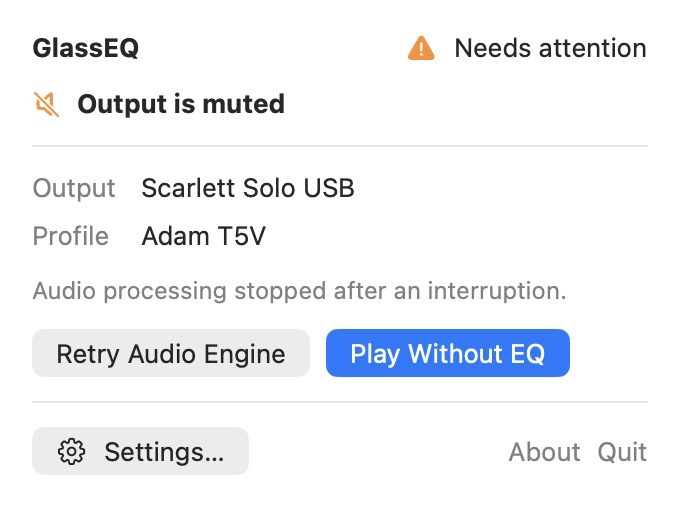 GlassEQ Needs attention
Output is muted
Output Scarlett Solo USB
Profile Adam T5V
Audio processing stopped after an interruption.
Retry Audio Engine Play Without EQ
Settings... About Quit